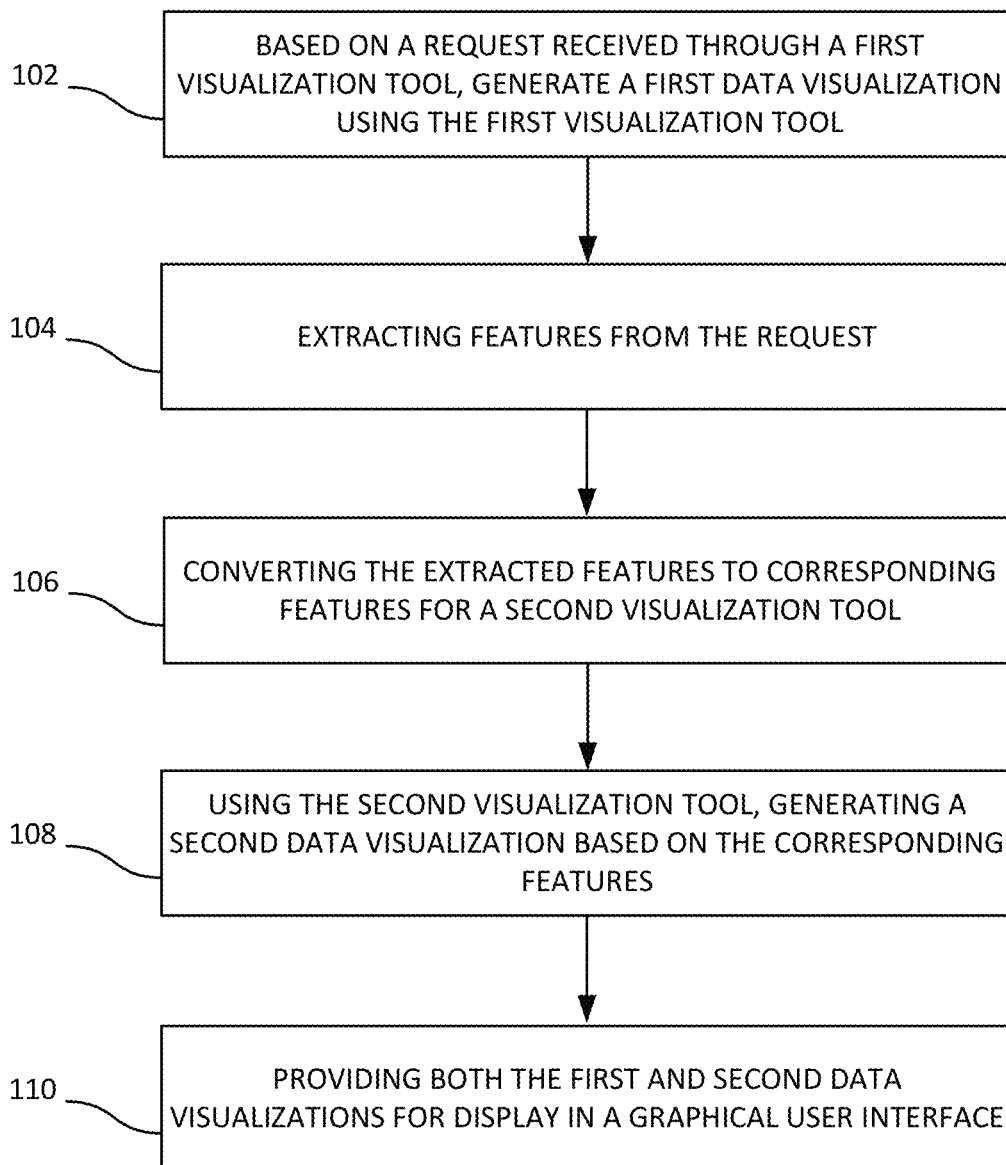 102
BASED ON A REQUEST RECEIVED THROUGH A FIRST
VISUALIZATION TOOL, GENERATE A FIRST DATA VISUALIZATION
USING THE FIRST VISUALIZATION TOOL
104
EXTRACTING FEATURES FROM THE REQUEST
106
CONVERTING THE EXTRACTED FEATURES TO CORRESPONDING
FEATURES FOR A SECOND VISUALIZATION TOOL
108
USING THE SECOND VISUALIZATION TOOL, GENERATING A
SECOND DATA VISUALIZATION BASED ON THE CORRESPONDING
FEATURES
110
PROVIDING BOTH THE FIRST AND SECOND DATA
VISUALIZATIONS FOR DISPLAY IN A GRAPHICAL USER INTERFACE